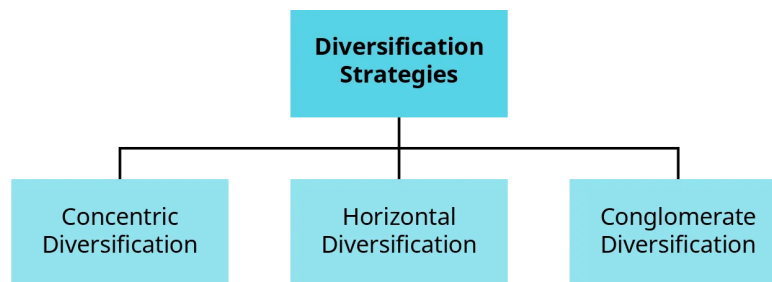 Diversification
Strategies
Concentric
Diversification
Horizontal
Diversification
Conglomerate
Diversification